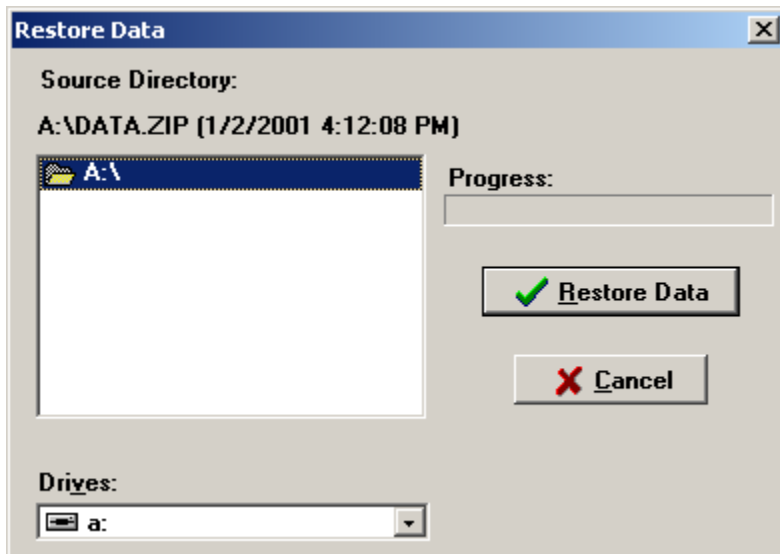 Restore Data
Source Directory:
A:\DATA.ZIP (1/2/2001 4:12:08 PM)
A:\
Progress:
Restore Data
Cancel
Drives:
a: